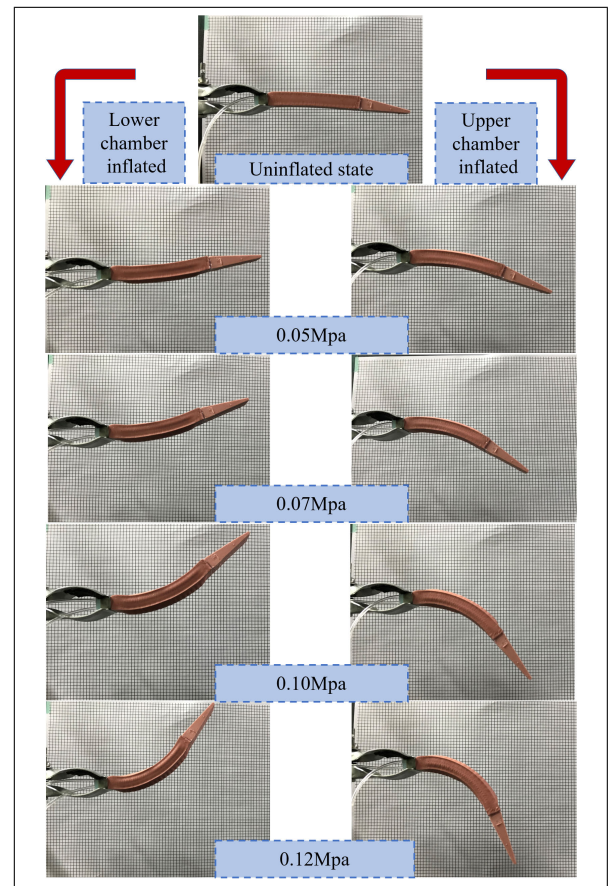 Lower
chamber
inflated
Uninflated state
Upper
chamber
inflated
0.05Mpa
0.07Mpa
0.10Mpa
0.12Mpa